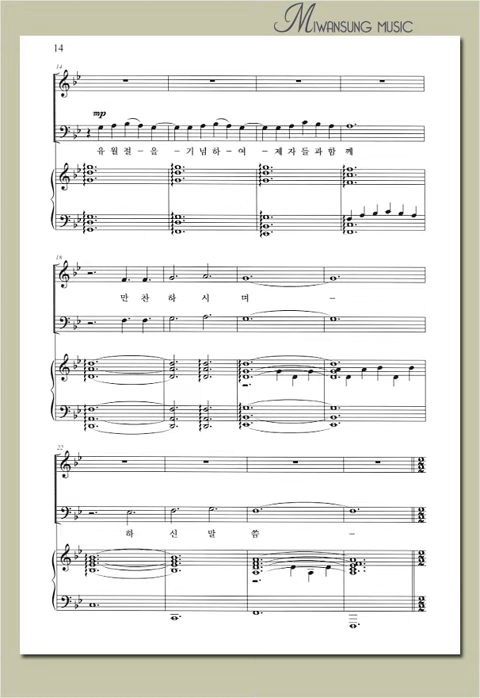 MIWANSUNG MUSIC
14
14
mp
유 월 절 - 을 - 기 념 하 - 여 - 제 자 들 과 함 께
18
만 찬 하 시 며 -
22
하 신 말 씀 -